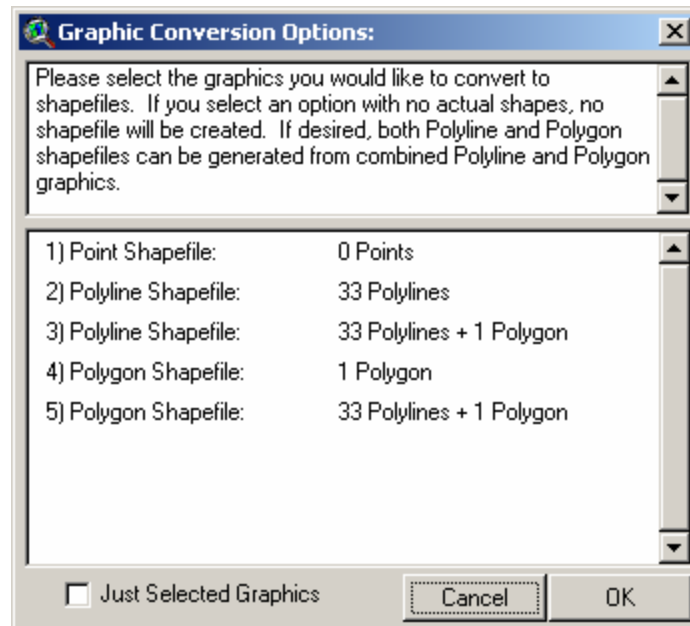 Graphic Conversion Options:
Please select the graphics you would like to convert to
shapefiles. If you select an option with no actual shapes, no
shapefile will be created. If desired, both Polyline and Polygon
shapefiles can be generated from combined Polyline and Polygon
graphics.
1) Point Shapefile: 0 Points
2) Polyline Shapefile: 33 Polylines
3) Polyline Shapefile: 33 Polylines + 1 Polygon
4) Polygon Shapefile: 1 Polygon
5) Polygon Shapefile: 33 Polylines + 1 Polygon
Just Selected Graphics Cancel OK